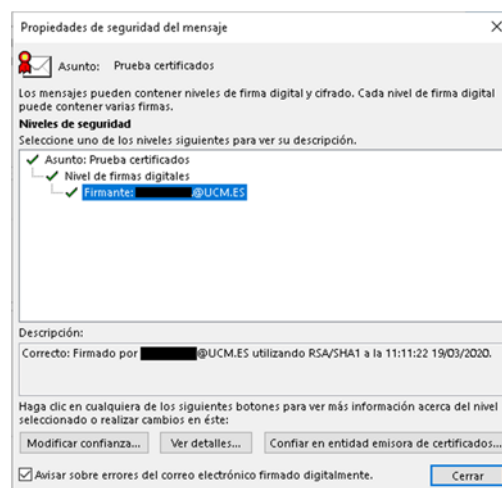 Propiedades de seguridad del mensaje
Asunto: Prueba certificados
Los mensajes pueden contener niveles de firma digital y cifrado. Cada nivel de firma digital
puede contener varias firmas.
Niveles de seguridad
Seleccione uno de los niveles siguientes para ver su descripción.
Asunto: Prueba certificados
Nivel de firmas digitales
Firmante: @UCM.ES
Descripción:
Correcto: Firmado por @UCM.ES utilizando RSA/SHA1 a la 11:11:22 19/03/2020.
Haga clic en cualquiera de los siguientes botones para ver más información acerca del nivel
seleccionado o realizar cambios en éste:
Modificar confianza... Ver detalles... Confiar en entidad emisora de certificados...
Avisar sobre errores del correo electrónico firmado digitalmente. Cerrar